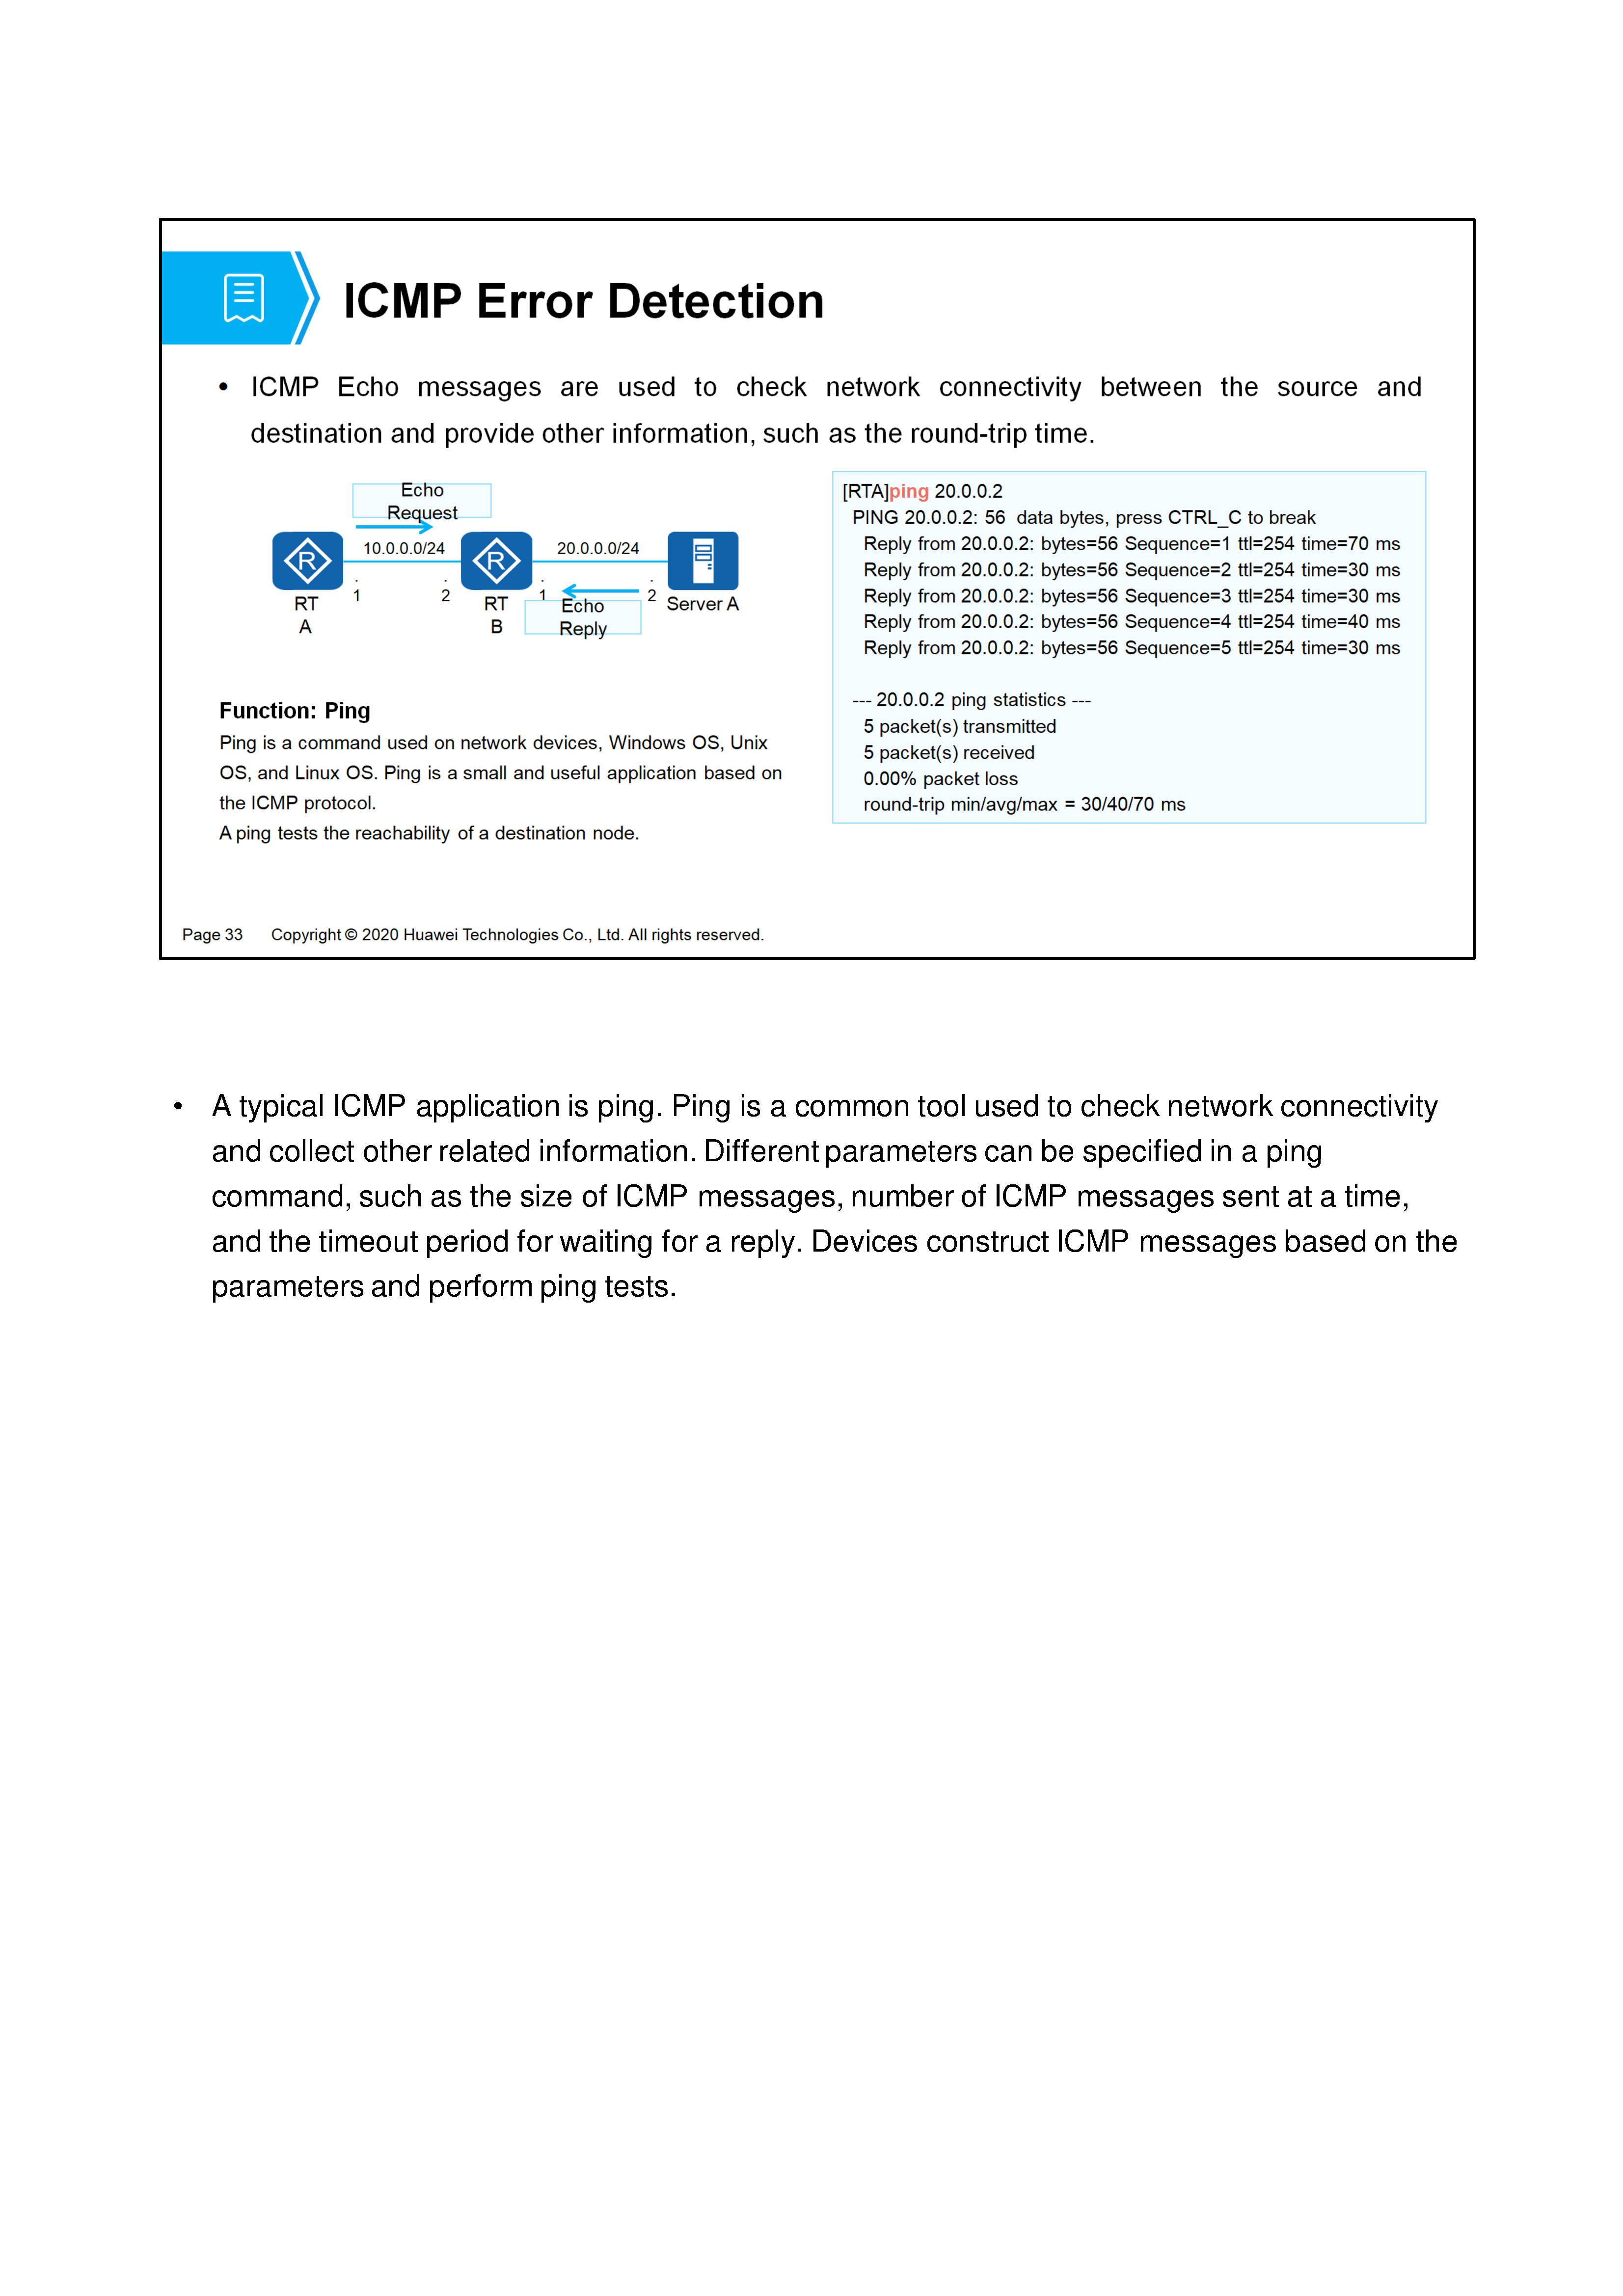 ICMP Error Detection
• ICMP Echo messages are used to check network connectivity between the source and
destination and provide other information, such as the round-trip time.
Echo
Request
10.0.0.0/24
20.0.0.0/24
R
R
.
1
.
2
.
1
.
2
RT
A
RT
B
Server A
Echo
Reply
Function: Ping
Ping is a command used on network devices, Windows OS, Unix
OS, and Linux OS. Ping is a small and useful application based on
the ICMP protocol.
A ping tests the reachability of a destination node.
[RTA]ping 20.0.0.2
PING 20.0.0.2: 56 data bytes, press CTRL_C to break
Reply from 20.0.0.2: bytes=56 Sequence=1 ttl=254 time=70 ms
Reply from 20.0.0.2: bytes=56 Sequence=2 ttl=254 time=30 ms
Reply from 20.0.0.2: bytes=56 Sequence=3 ttl=254 time=30 ms
Reply from 20.0.0.2: bytes=56 Sequence=4 ttl=254 time=40 ms
Reply from 20.0.0.2: bytes=56 Sequence=5 ttl=254 time=30 ms
--- 20.0.0.2 ping statistics ---
5 packet(s) transmitted
5 packet(s) received
0.00% packet loss
round-trip min/avg/max = 30/40/70 ms
Page 33 Copyright © 2020 Huawei Technologies Co., Ltd. All rights reserved.
• A typical ICMP application is ping. Ping is a common tool used to check network connectivity
and collect other related information. Different parameters can be specified in a ping
command, such as the size of ICMP messages, number of ICMP messages sent at a time,
and the timeout period for waiting for a reply. Devices construct ICMP messages based on the
parameters and perform ping tests.